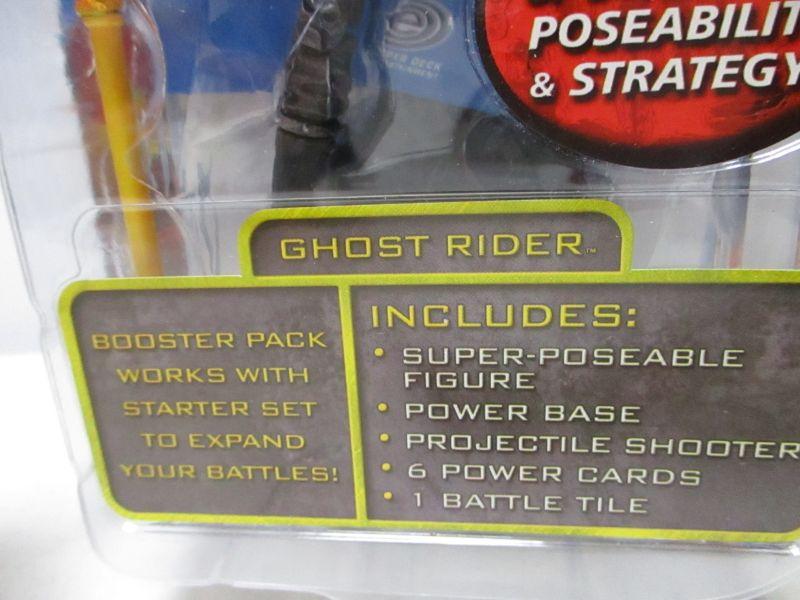 POSEABILIT
& STRATEGY
GHOST RIDER™
BOOSTER PACK
WORKS WITH
STARTER SET
TO EXPAND
YOUR BATTLES!
INCLUDES:
• SUPER-POSEABLE
FIGURE
• POWER BASE
• PROJECTILE SHOOTER
• 6 POWER CARDS
• 1 BATTLE TILE